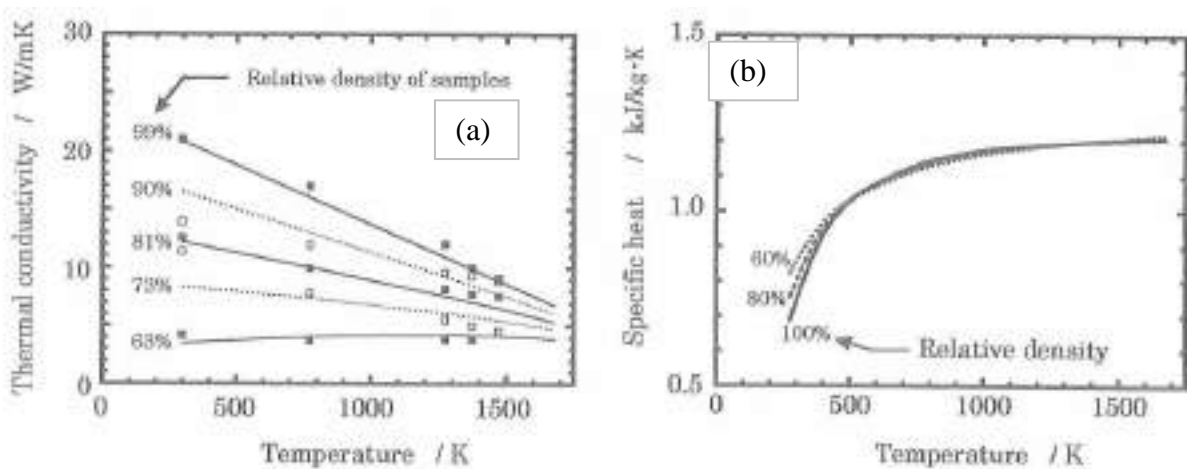 Thermal conductivity / W/mK
30
20
10
0
Relative density of samples
(a)
99%
90%
81%
73%
63%
0
500
1000
1500
Temperature / K
Specific heat / kJ/kg·K
1.5
1.0
0.5
(b)
60%
80%
100%
Relative density
0
500
1000
1500
Temperature / K